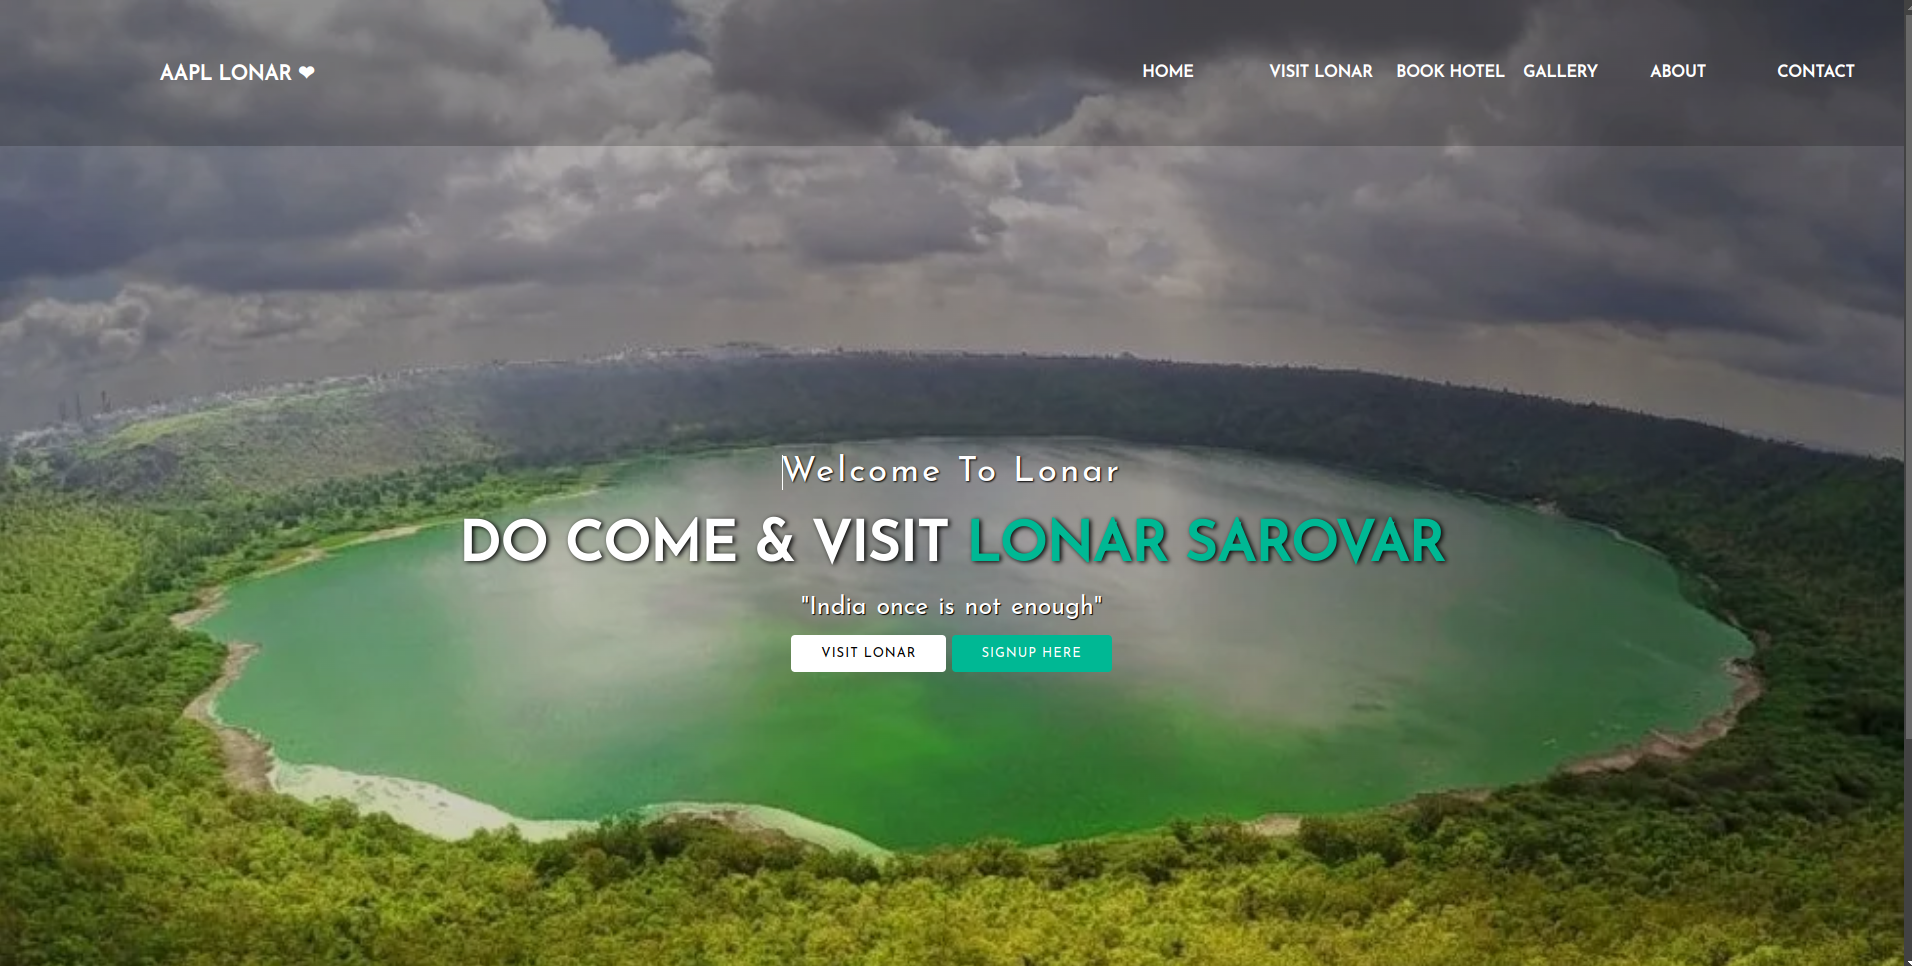 AAPL LONAR ❤
HOME VISIT LONAR BOOK HOTEL GALLERY ABOUT CONTACT
Welcome To Lonar
DO COME & VISIT LONAR SAROVAR
"India once is not enough"
VISIT LONAR SIGNUP HERE